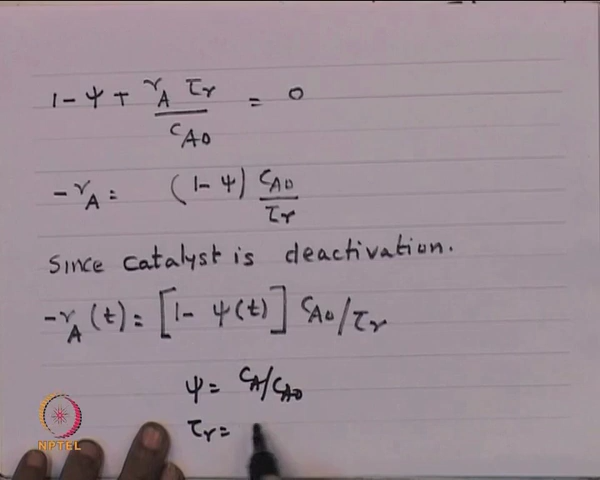 1 - ψ + r_A τ_r / C_A0 = 0
-r_A = (1 - ψ) C_A0 / τ_r
Since catalyst is deactivation.
-r_A (t) = [1 - ψ(t)] C_A0 / τ_r
ψ = C_A / C_A0
τ_r =
NPTEL